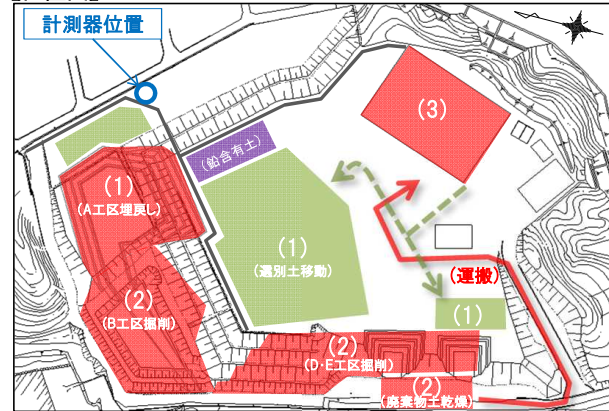 計測器位置
(3)
(鉛含有土)
(1)
(A工区埋戻し)
(1)
(選別土移動)
(2)
(B工区掘削)
(運搬)
(1)
(2)
(D・E工区掘削)
(2)
(廃棄物土乾燥)